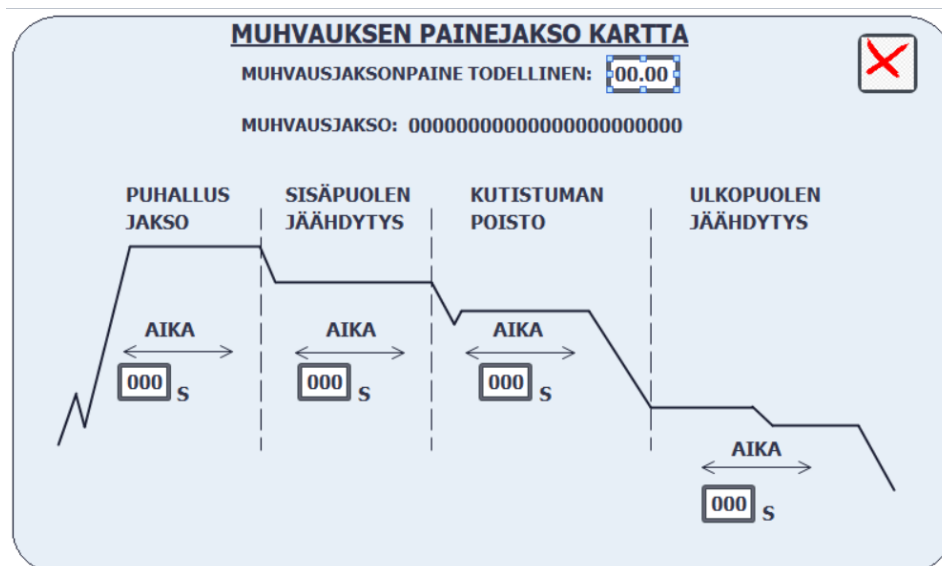 MUHVAUKSEN PAINEJAKSO KARTTA
MUHVAUSJAKSONPAINE TODELLINEN: 00.00
MUHVAUSJAKSO: 00000000000000000000000
PUHALLUS
JAKSO
SISÄPUOLEN
JÄÄHDYTYS
KUTISTUMAN
POISTO
ULKOPUOLEN
JÄÄHDYTYS
AIKA
000 S
AIKA
000 S
AIKA
000 S
AIKA
000 S